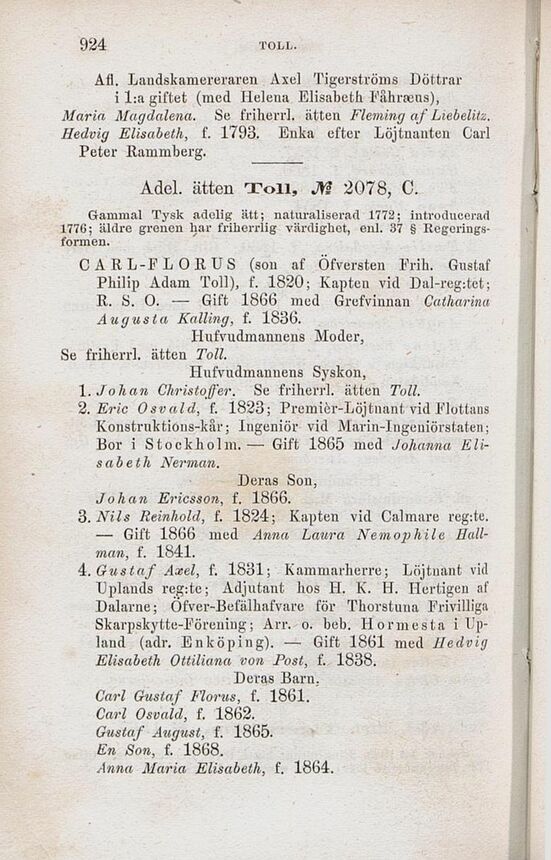 924 TOLL.
Afl. Landskamereraren Axel Tigerströms Döttrar
i 1:a giftet (med Helena Elisabeth Fåhræns),
Maria Magdalena. Se friherrl. ätten Fleming af Liebelitz.
Hedvig Elisabeth, f. 1793. Enka efter Löjtnanten Carl
Peter Rammberg.
Adel. ätten Toll, № 2078, C.
Gammal Tysk adelig ätt; naturaliserad 1772; introducerad
1776; äldre grenen har friherrlig värdighet, enl. 37 § Regerings-
formen.
CARL-FLORUS (son af Öfversten Frih. Gustaf
Philip Adam Toll), f. 1820; Kapten vid Dal-reg:tet;
R. S. O. — Gift 1866 med Grefvinnan Catharina
Augusta Kalling, f. 1836.
Hufvudmannens Moder,
Se friherrl. ätten Toll.
Hufvudmannens Syskon,
1. Johan Christoffer. Se friherrl. ätten Toll.
2. Eric Osvald, f. 1823; Premièr-Löjtnant vid Flottans
Konstruktions-kår; Ingeniör vid Marin-Ingeniörstaten;
Bor i Stockholm. — Gift 1865 med Johanna Eli-
sabeth Nerman.
Deras Son,
Johan Ericsson, f. 1866.
3. Nils Reinhold, f. 1824; Kapten vid Calmare reg:te.
— Gift 1866 med Anna Laura Nemophile Hall-
man, f. 1841.
4. Gustaf Axel, f. 1831; Kammarherre; Löjtnant vid
Uplands reg:te; Adjutant hos H. K. H. Hertigen af
Dalarne; Öfver-Befälhafvare för Thorstuna Frivilliga
Skarpskytte-Förening; Arr. o. beb. Hormesta i Up-
land (adr. Enköping). — Gift 1861 med Hedvig
Elisabeth Ottiliana von Post, f. 1838.
Deras Barn,
Carl Gustaf Florus, f. 1861.
Carl Osvald, f. 1862.
Gustaf August, f. 1865.
En Son, f. 1868.
Anna Maria Elisabeth, f. 1864.